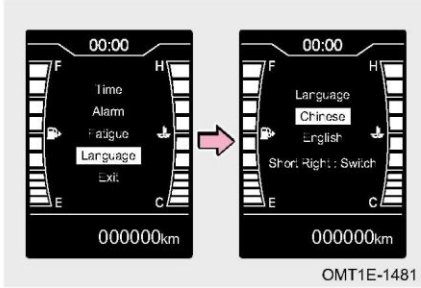 00:00
F H
Time
Alarm
Fatigue
Language
Exit
E C
000000km
00:00
F H
Language
Chinese
English
Short Right : Switch
E C
000000km
OMT1E-1481